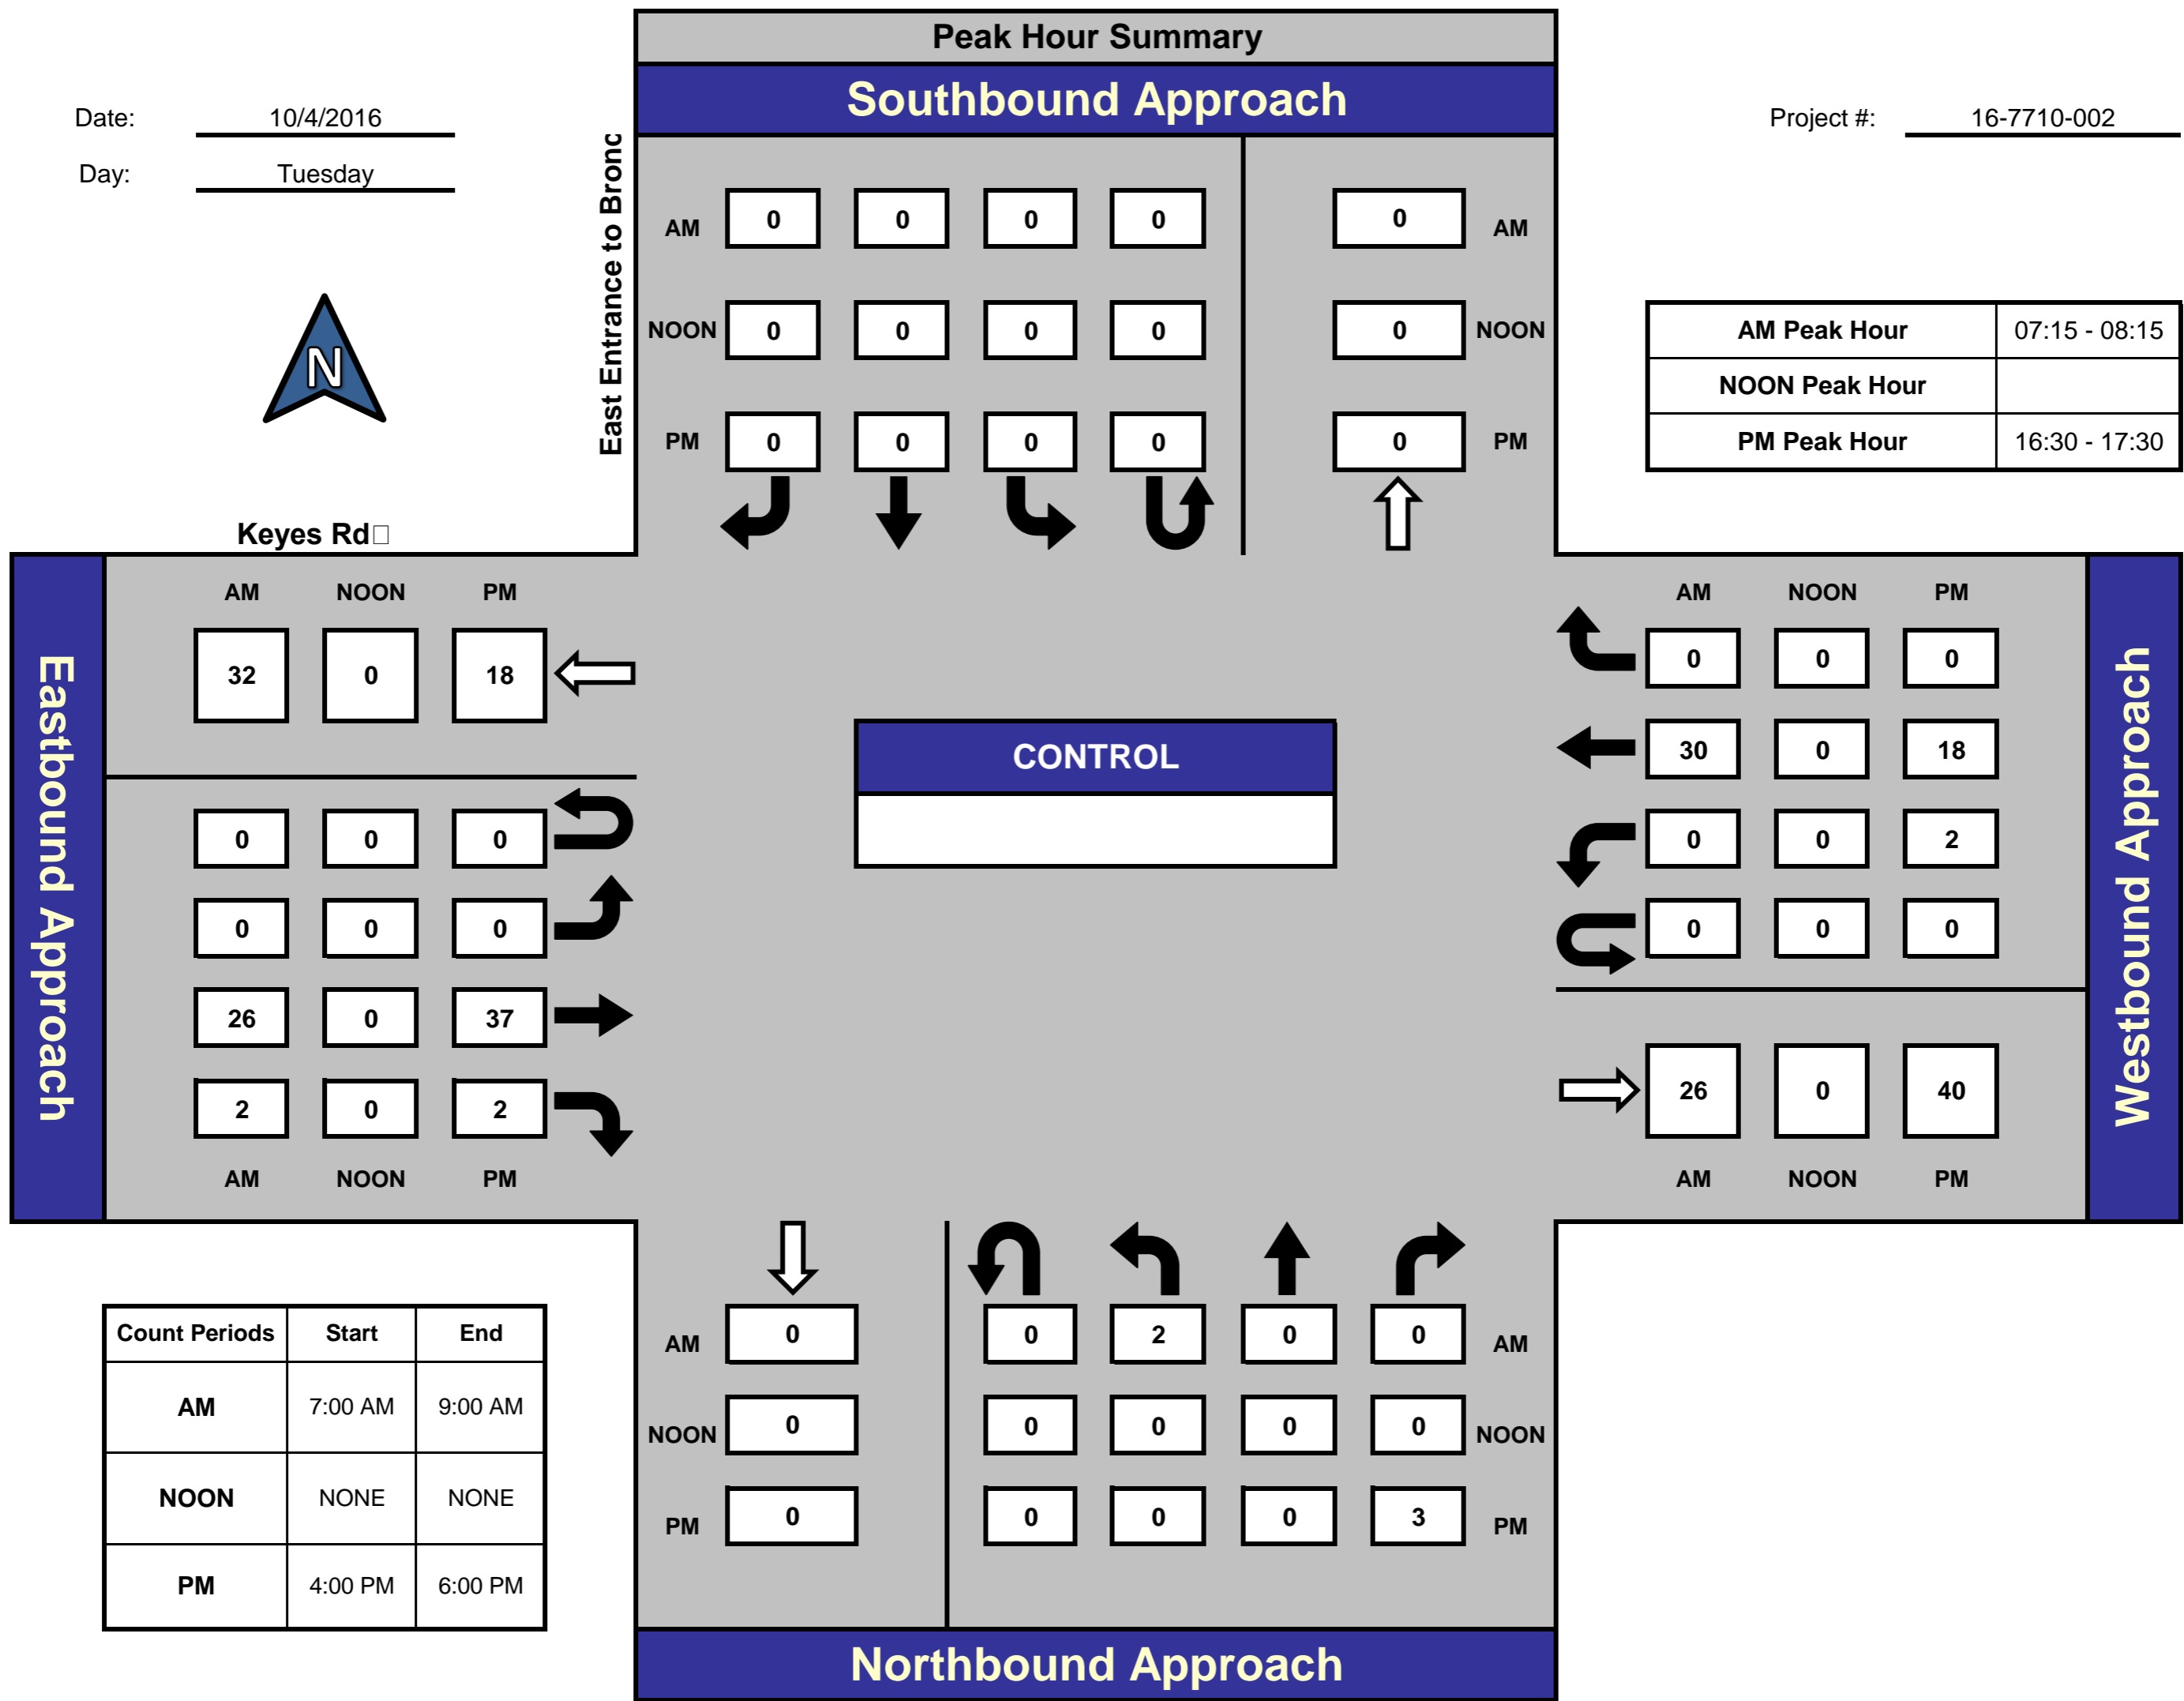 Peak Hour Summary
Southbound Approach
Date: 10/4/2016
Project #: 16-7710-002
Day: Tuesday
East Entrance to Bronc
AM 0 0 0 0 0 AM
NOON 0 0 0 0 0 NOON
PM 0 0 0 0 0 PM
N
AM Peak Hour 07:15 - 08:15
NOON Peak Hour
PM Peak Hour 16:30 - 17:30
Keyes Rd□
Eastbound Approach
AM NOON PM
32 0 18
0 0 0
0 0 0
26 0 37
2 0 2
AM NOON PM
CONTROL
AM NOON PM
0 0 0
30 0 18
0 0 2
0 0 0
26 0 40
AM NOON PM
Westbound Approach
Count Periods Start End
AM 7:00 AM 9:00 AM
NOON NONE NONE
PM 4:00 PM 6:00 PM
AM 0 0 2 0 0 AM
NOON 0 0 0 0 0 NOON
PM 0 0 0 0 3 PM
Northbound Approach